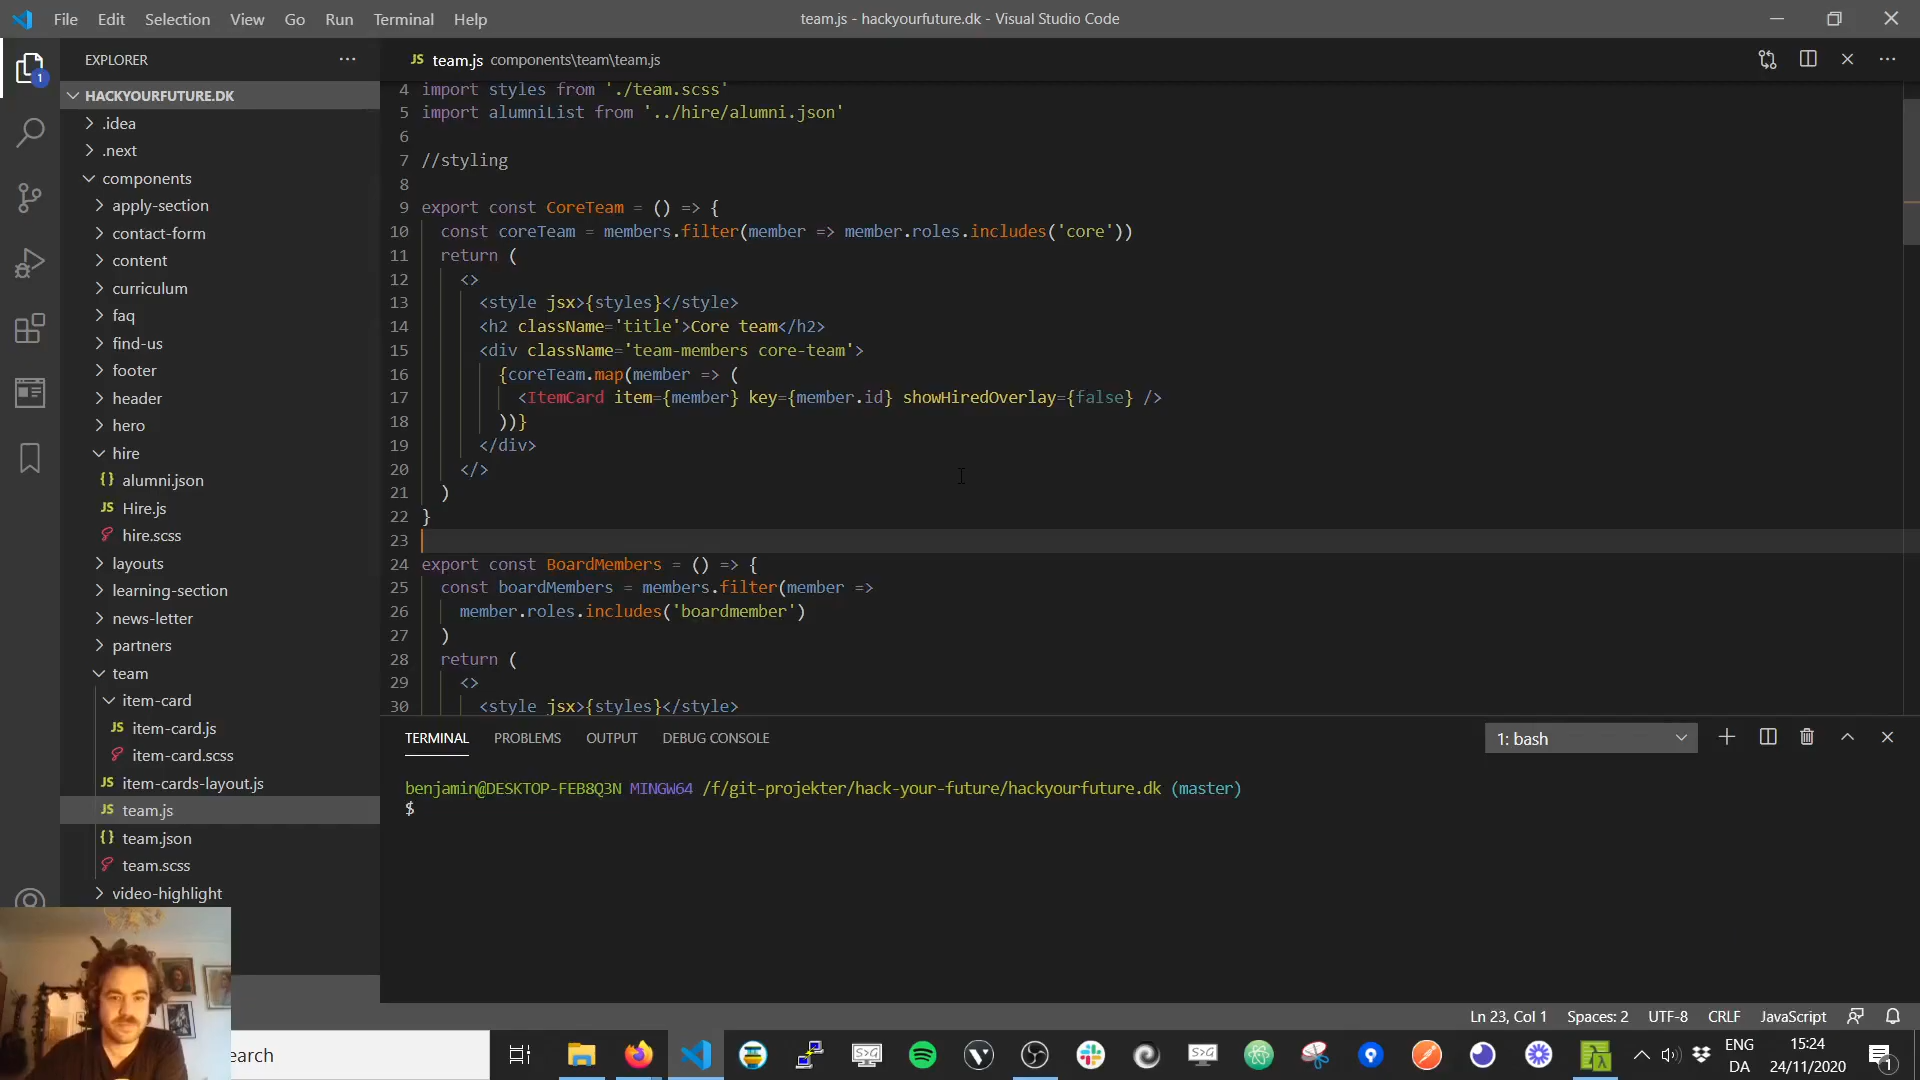 File Edit Selection View Go Run Terminal Help
team.js - hackyourfuture.dk - Visual Studio Code
EXPLORER
1
HACKYOURFUTURE.DK
.idea
.next
components
apply-section
contact-form
content
curriculum
faq
find-us
footer
header
hero
hire
{} alumni.json
JS Hire.js
hire.scss
layouts
learning-section
news-letter
partners
team
item-card
JS item-card.js
item-card.scss
JS item-cards-layout.js
JS team.js
{} team.json
team.scss
video-highlight
JS team.js components\team\team.js
4 import styles from './team.scss'
5 import alumniList from '../hire/alumni.json'
6
7 //styling
8
9 export const CoreTeam = () => {
10 const coreTeam = members.filter(member => member.roles.includes('core'))
11 return (
12 <>
13 <style jsx>{styles}</style>
14 <h2 className='title'>Core team</h2>
15 <div className='team-members core-team'>
16 {coreTeam.map(member => (
17 <ItemCard item={member} key={member.id} showHiredOverlay={false} />
18 ))}
19 </div>
20 </>
21 )
22 }
23
24 export const BoardMembers = () => {
25 const boardMembers = members.filter(member =>
26 member.roles.includes('boardmember')
27 )
28 return (
29 <>
30 <style jsx>{styles}</style>
TERMINAL PROBLEMS OUTPUT DEBUG CONSOLE
1: bash
benjamin@DESKTOP-FEB8Q3N MINGW64 /f/git-projekter/hack-your-future/hackyourfuture.dk (master)
$
Ln 23, Col 1 Spaces: 2 UTF-8 CRLF JavaScript
earch
ENG
DA
15:24
24/11/2020
1